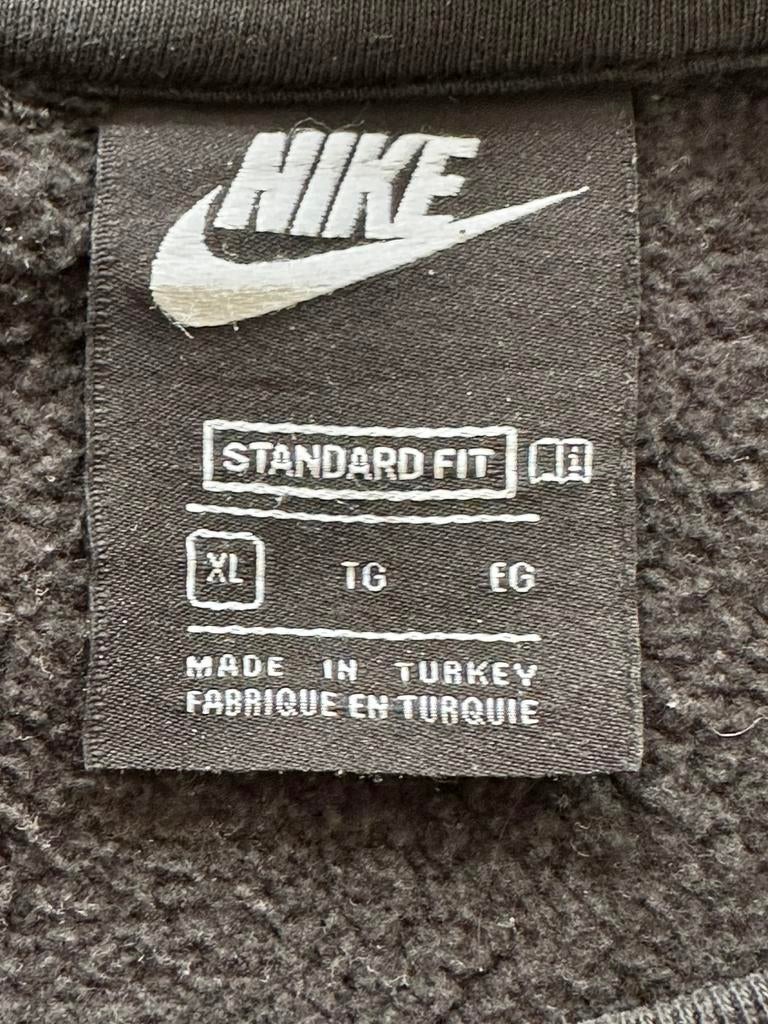 NIKE
STANDARD FIT
XL TG EG
MADE IN TURKEY
FABRIQUE EN TURQUIE